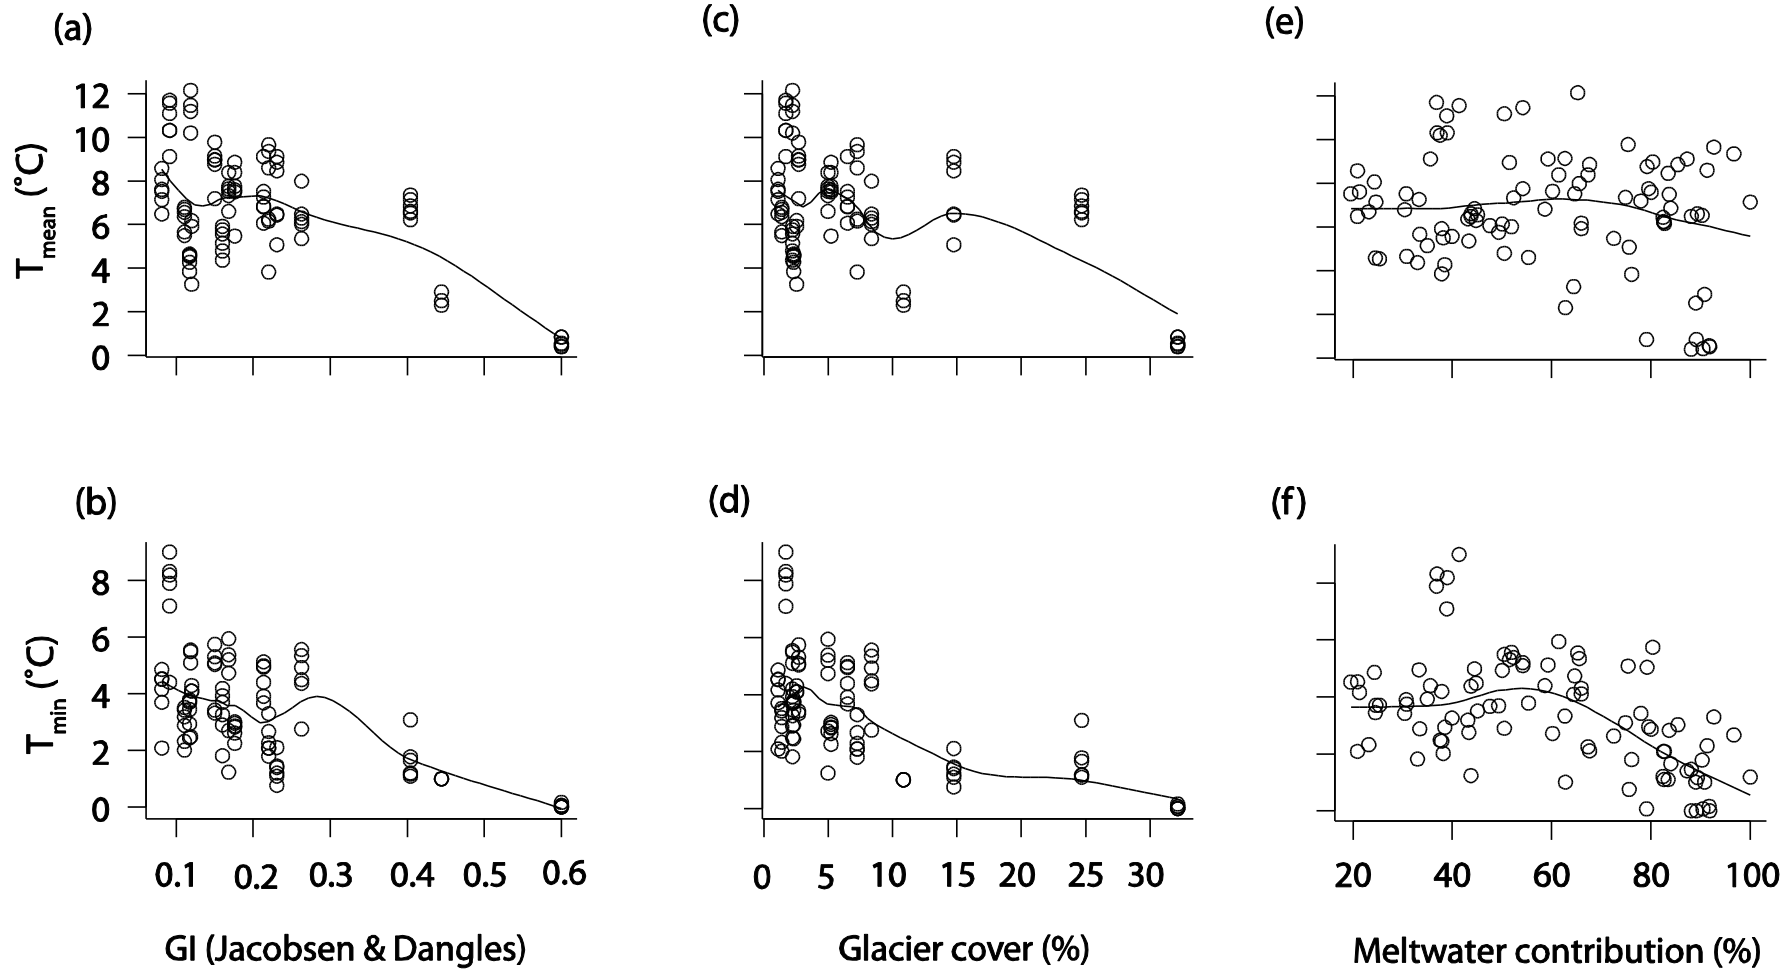 (a)
(c)
(e)
12
10
8
6
4
2
0
Tmean (°C)
(b)
(d)
(f)
8
6
4
2
0
Tmin (°C)
0.1 0.2 0.3 0.4 0.5 0.6
0 5 10 15 20 25 30
20 40 60 80 100
GI (Jacobsen & Dangles)
Glacier cover (%)
Meltwater contribution (%)